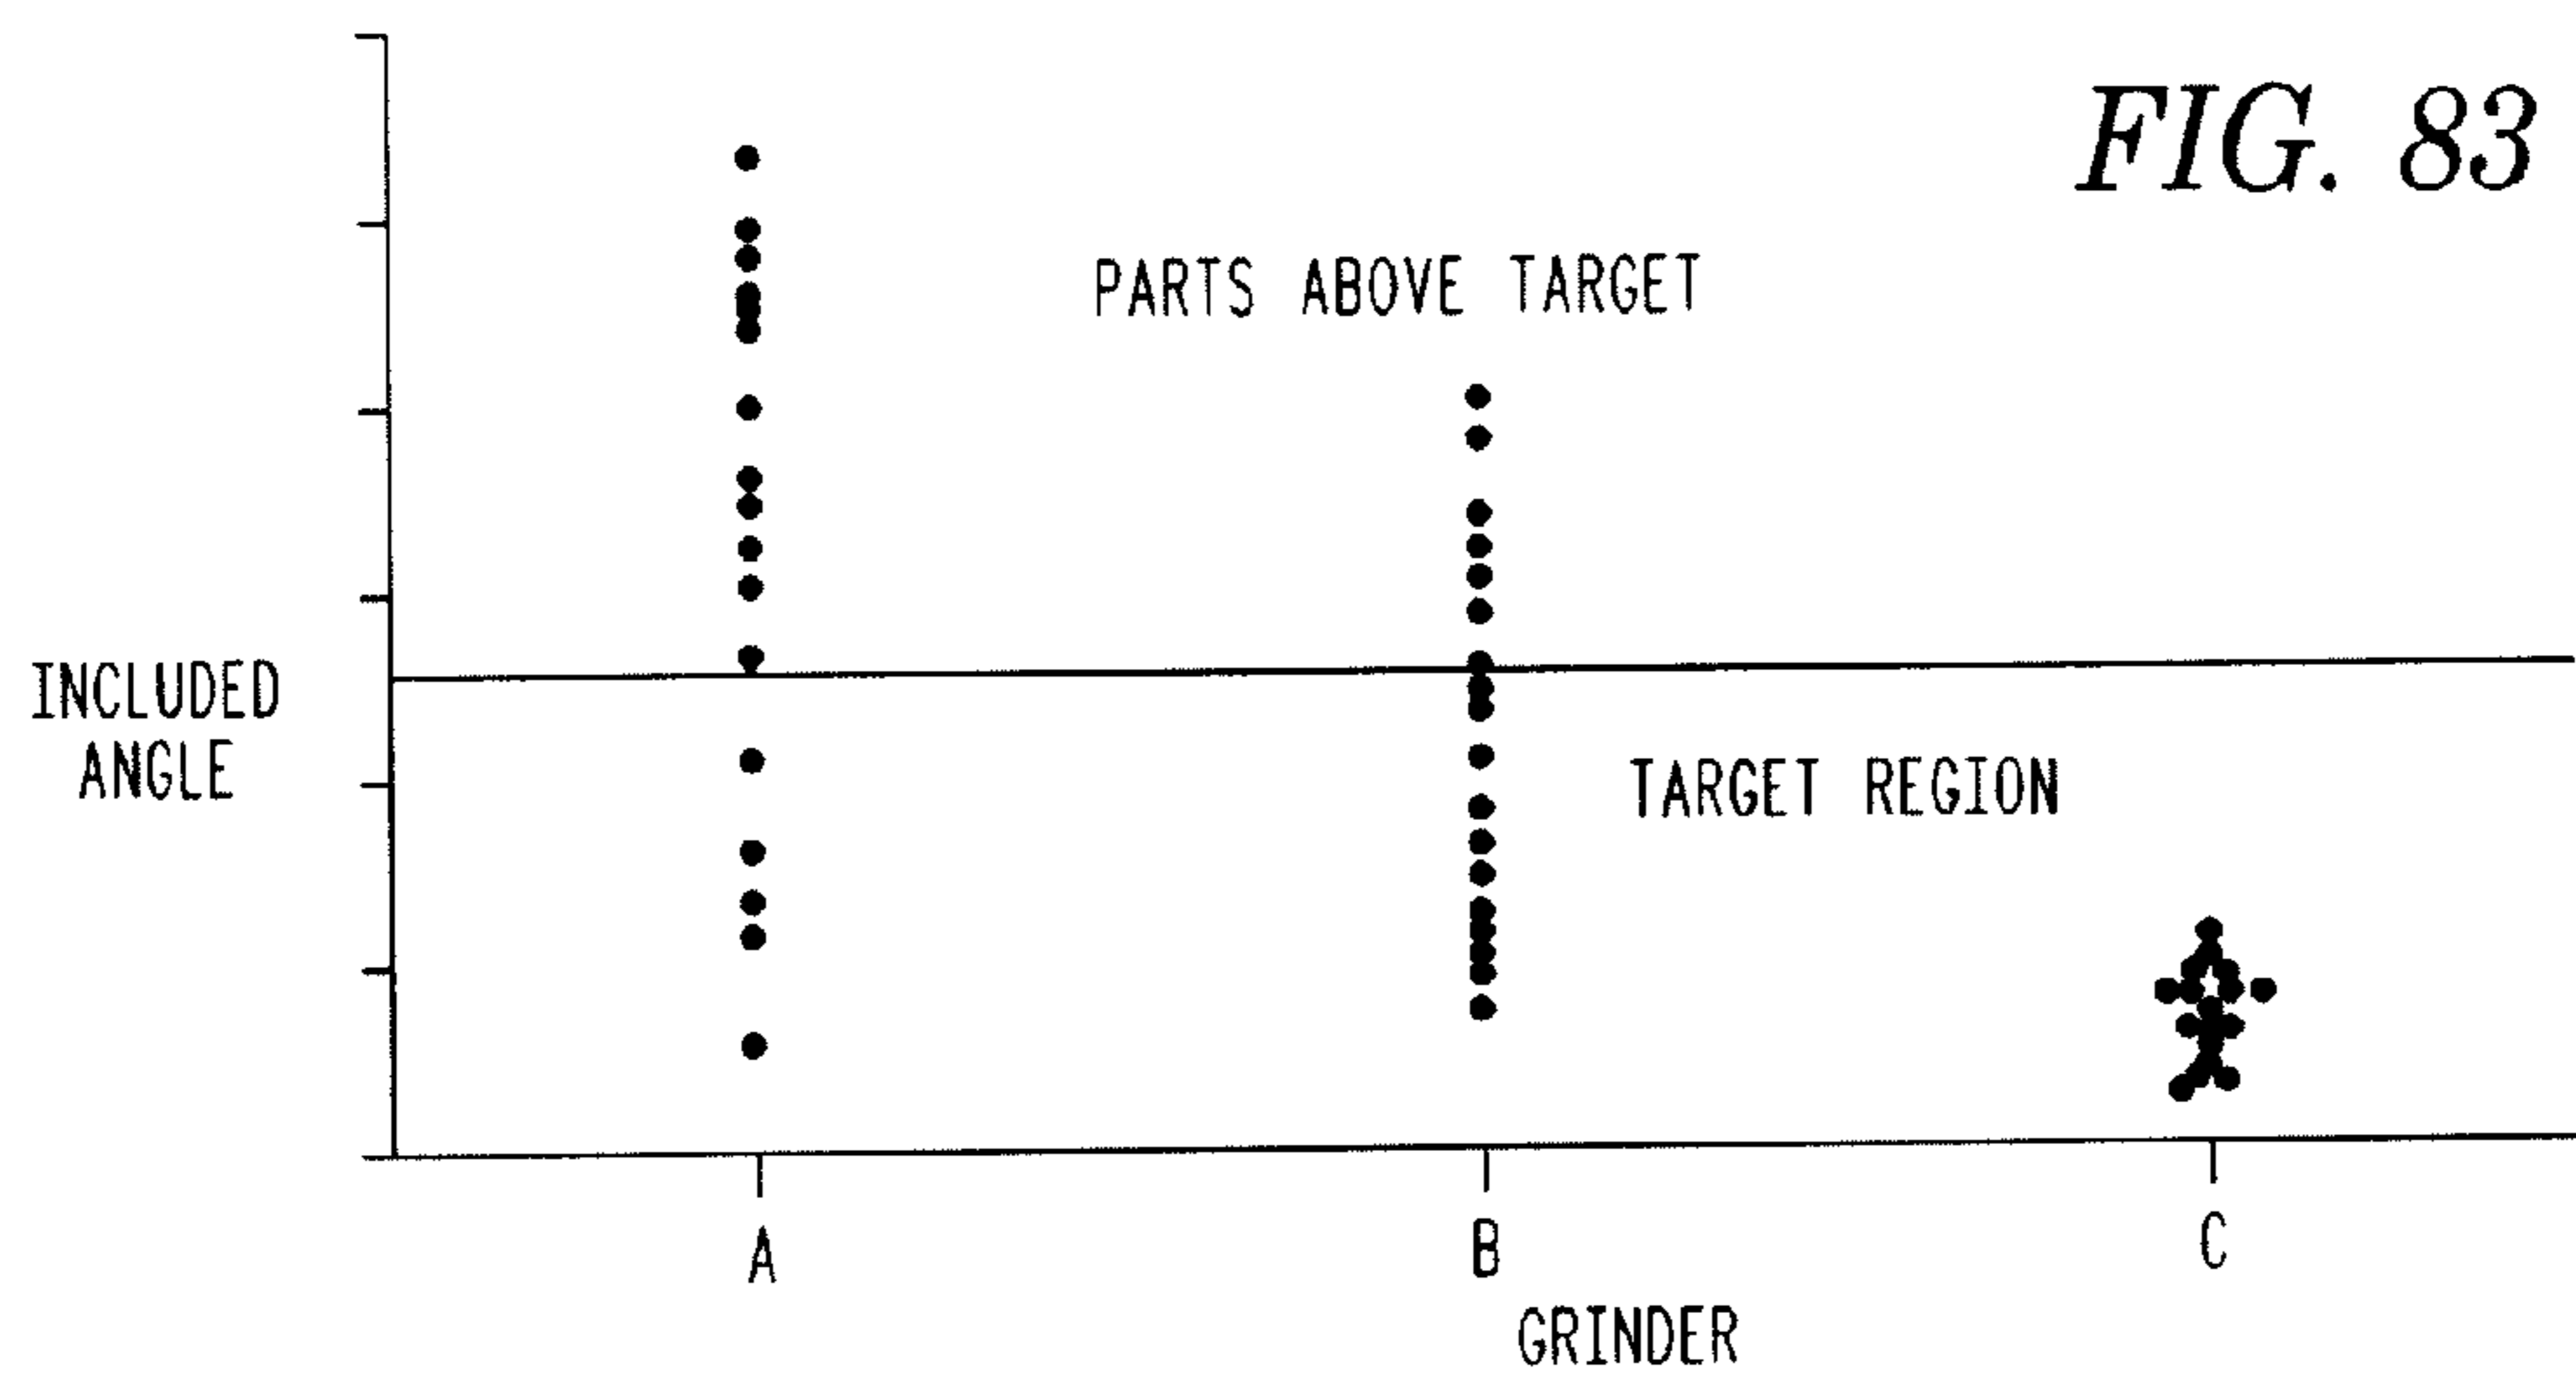 FIG. 83
PARTS ABOVE TARGET
INCLUDED
ANGLE
TARGET REGION
A
B
C
GRINDER